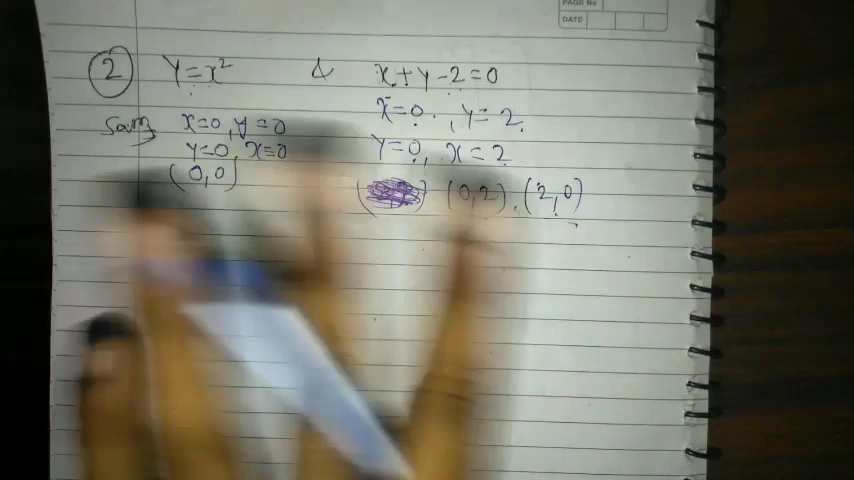 PAGE No
DATE
2 Y=x² & x+y-2=0
x=0, y=0 x=0, y=2
y=0, x=0 y=0, x=2
(0,0) (0,2), (2,0)